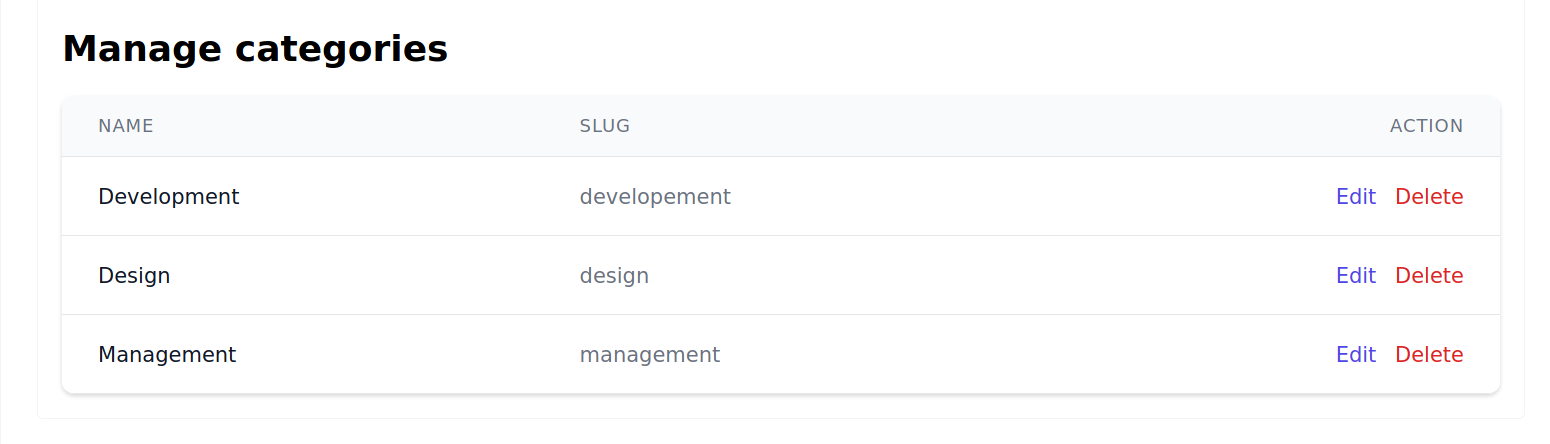 Manage categories
NAME SLUG ACTION
Development developement Edit Delete
Design design Edit Delete
Management management Edit Delete